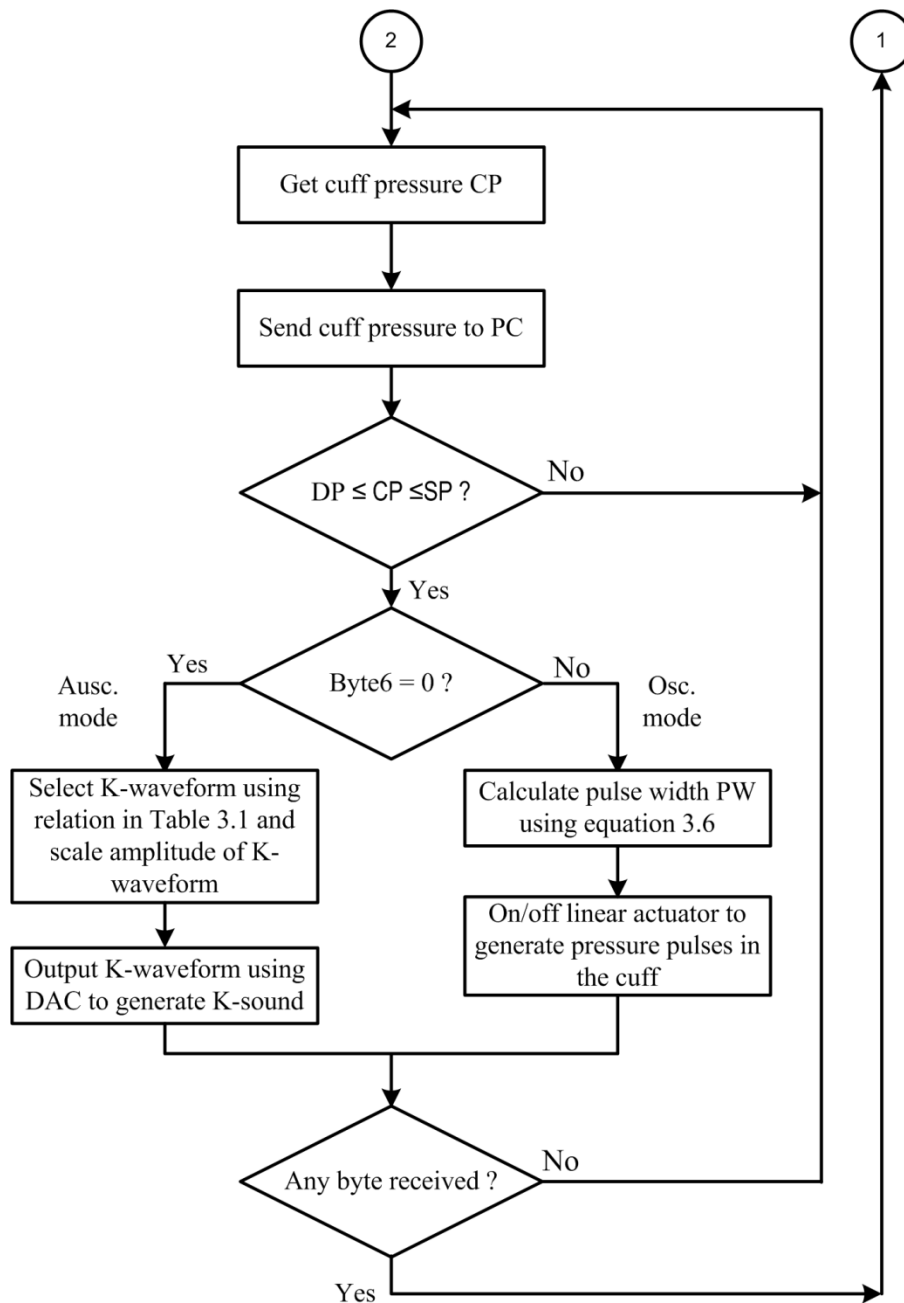 2
1
Get cuff pressure CP
Send cuff pressure to PC
DP ≤ CP ≤SP ?
No
Yes
Byte6 = 0 ?
Yes
No
Ausc.
mode
Osc.
mode
Select K-waveform using
relation in Table 3.1 and
scale amplitude of K-
waveform
Calculate pulse width PW
using equation 3.6
Output K-waveform using
DAC to generate K-sound
On/off linear actuator to
generate pressure pulses in
the cuff
Any byte received ?
No
Yes